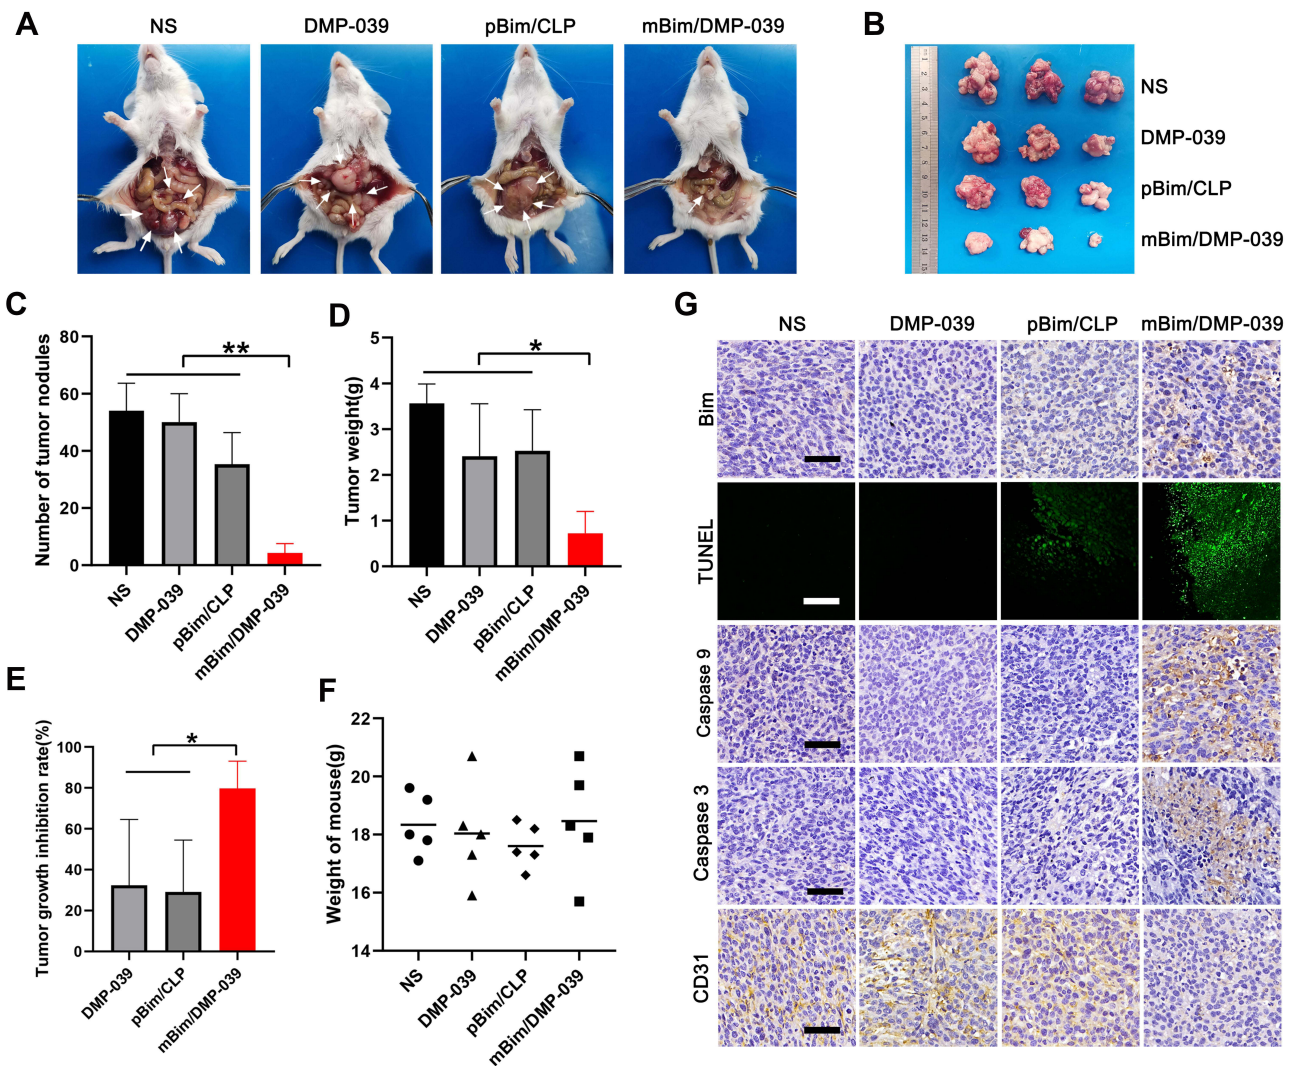 A
NS
DMP-039
pBim/CLP
mBim/DMP-039
B
NS
DMP-039
pBim/CLP
mBim/DMP-039
C
Number of tumor nodules
80
60
40
20
0
**
NS
DMP-039
pBim/CLP
mBim/DMP-039
D
Tumor weight(g)
5
4
3
2
1
0
*
NS
DMP-039
pBim/CLP
mBim/DMP-039
E
Tumor growth inhibition rate(%)
100
80
60
40
20
0
*
DMP-039
pBim/CLP
mBim/DMP-039
F
Weight of mouse(g)
22
20
18
16
14
NS
DMP-039
pBim/CLP
mBim/DMP-039
G
NS
DMP-039
pBim/CLP
mBim/DMP-039
Bim
TUNEL
Caspase 9
Caspase 3
CD31